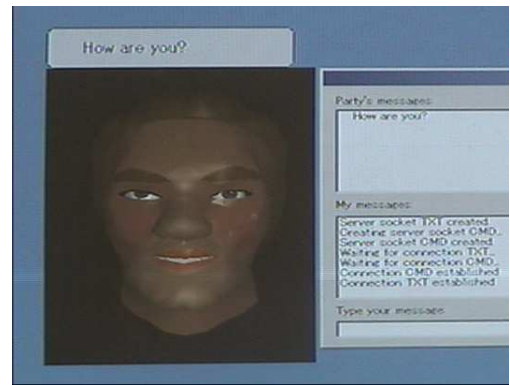 How are you?
Party's messages
How are you?
My messages
Server socket TXT created.
Creating server socket CMD..
Server socket CMD created.
Waiting for connection TXT..
Waiting for connection CMD..
Connection CMD established
Connection TXT established
Type your message